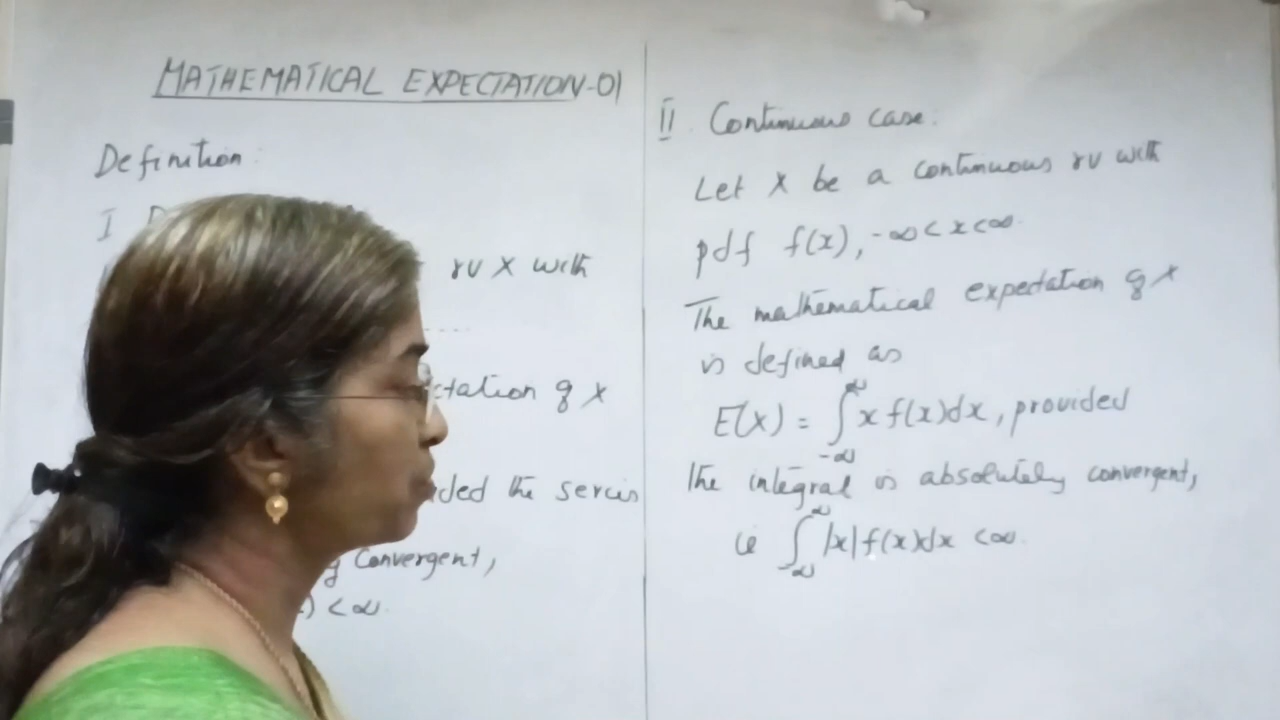 MATHEMATICAL EXPECTATION-01
Definition:
I
rv X with
.....
ctation of X
ded the series
g convergent,
) < ∞.
II. Continuous case.
Let X be a continuous rv with
pdf f(x), -∞ < x < ∞.
The mathematical expectation of X
is defined as
E(X) = ∫_{-∞}^{∞} x f(x) dx, provided
the integral is absolutely convergent,
ie ∫_{-∞}^{∞} |x| f(x) dx < ∞.